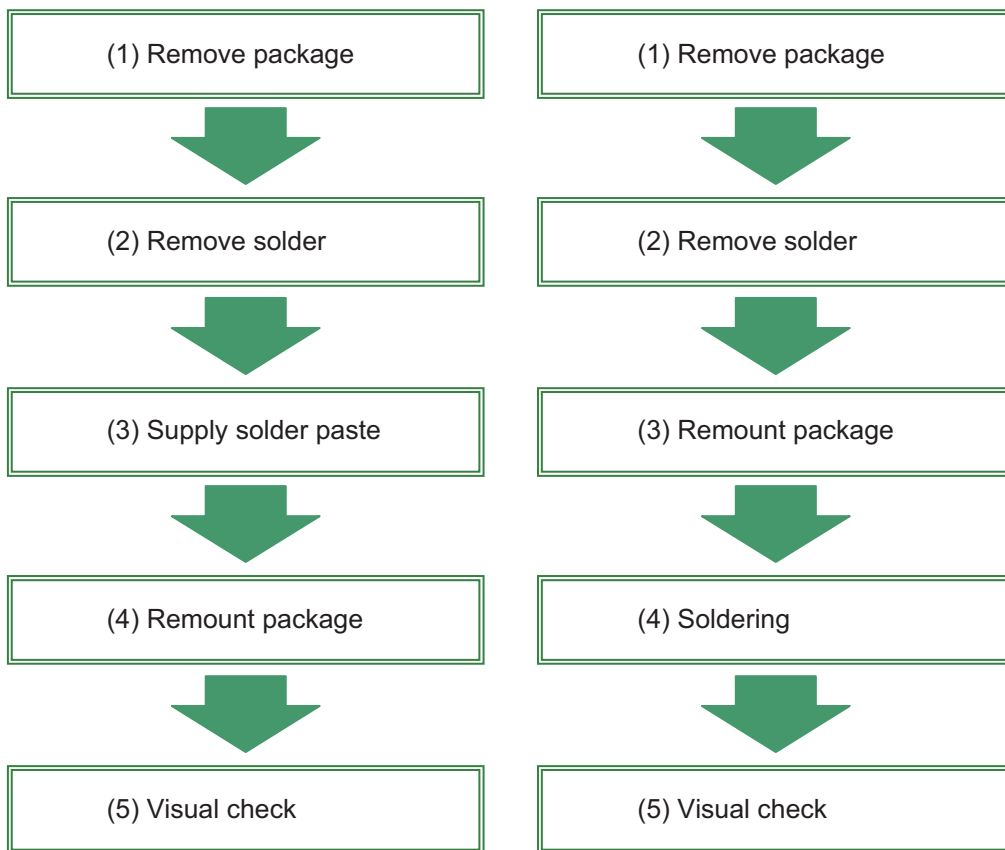 (1) Remove package
(2) Remove solder
(3) Supply solder paste
(4) Remount package
(5) Visual check
(1) Remove package
(2) Remove solder
(3) Remount package
(4) Soldering
(5) Visual check